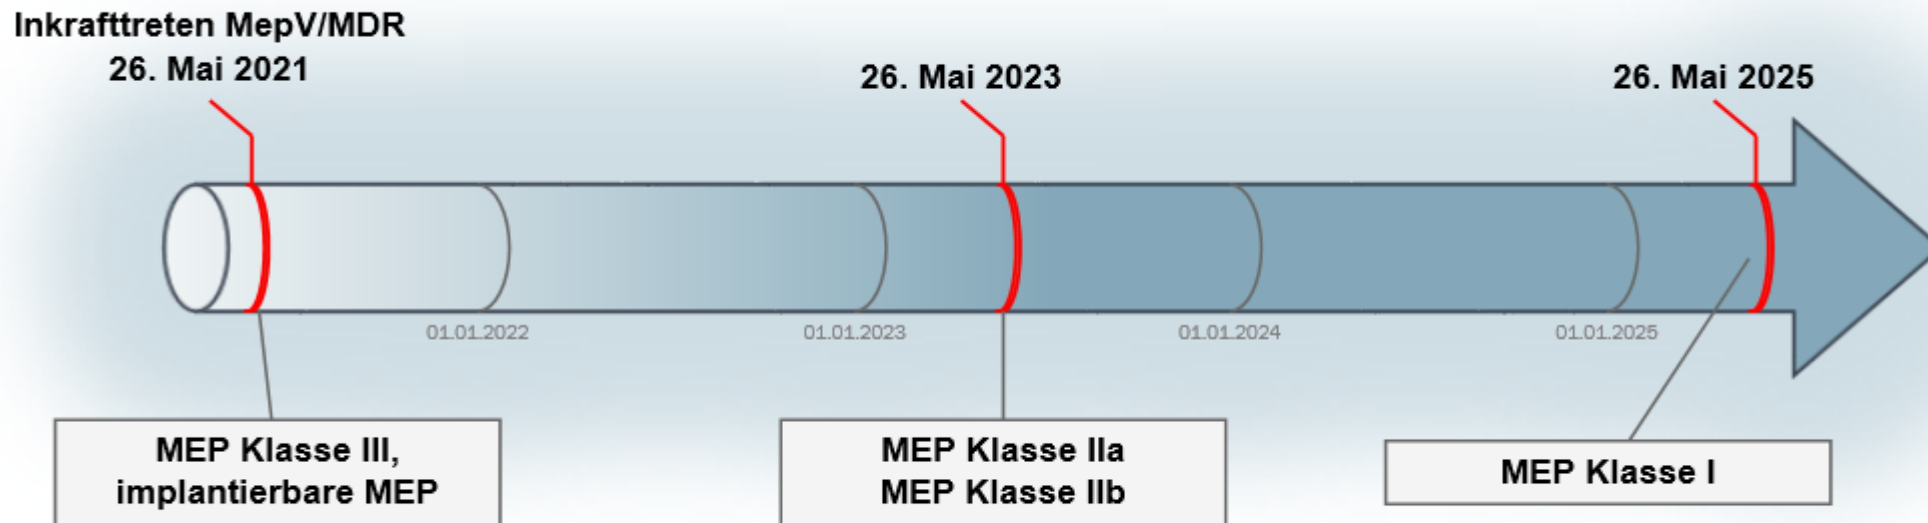 Inkrafttreten MepV/MDR
26. Mai 2021
26. Mai 2023
26. Mai 2025
01.01.2022
01.01.2023
01.01.2024
01.01.2025
MEP Klasse III,
implantierbare MEP
MEP Klasse IIa
MEP Klasse IIb
MEP Klasse I